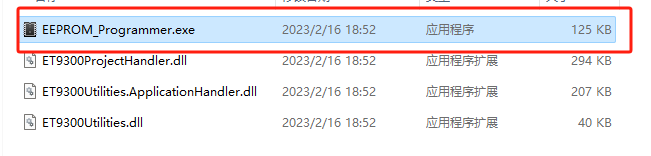 EEPROM_Programmer.exe 2023/2/16 18:52 应用程序 125 KB
ET9300ProjectHandler.dll 2023/2/16 18:52 应用程序扩展 294 KB
ET9300Utilities.ApplicationHandler.dll 2023/2/16 18:52 应用程序扩展 207 KB
ET9300Utilities.dll 2023/2/16 18:52 应用程序扩展 40 KB